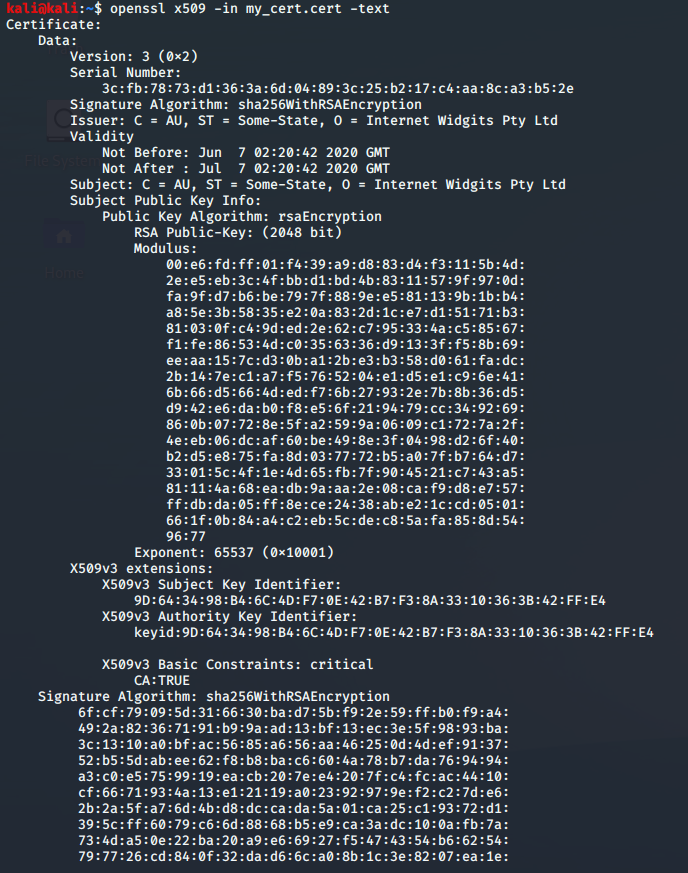 kali@kali:~$ openssl x509 -in my_cert.cert -text
Certificate:
    Data:
        Version: 3 (0×2)
        Serial Number:
            3c:fb:78:73:d1:36:3a:6d:04:89:3c:25:b2:17:c4:aa:8c:a3:b5:2e
        Signature Algorithm: sha256WithRSAEncryption
        Issuer: C = AU, ST = Some-State, O = Internet Widgits Pty Ltd
        Validity
            Not Before: Jun  7 02:20:42 2020 GMT
            Not After : Jul  7 02:20:42 2020 GMT
        Subject: C = AU, ST = Some-State, O = Internet Widgits Pty Ltd
        Subject Public Key Info:
            Public Key Algorithm: rsaEncryption
                RSA Public-Key: (2048 bit)
                Modulus:
                    00:e6:fd:ff:01:f4:39:a9:d8:83:d4:f3:11:5b:4d:
                    2e:e5:eb:3c:4f:bb:d1:bd:4b:83:11:57:9f:97:0d:
                    fa:9f:d7:b6:be:79:7f:88:9e:e5:81:13:9b:1b:b4:
                    a8:5e:3b:58:35:e2:0a:83:2d:1c:e7:d1:51:71:b3:
                    81:03:0f:c4:9d:ed:2e:62:c7:95:33:4a:c5:85:67:
                    f1:fe:86:53:4d:c0:35:63:36:d9:13:3f:f5:8b:69:
                    ee:aa:15:7c:d3:0b:a1:2b:e3:b3:58:d0:61:fa:dc:
                    2b:14:7e:c1:a7:f5:76:52:04:e1:d5:e1:c9:6e:41:
                    6b:66:d5:66:4d:ed:f7:6b:27:93:2e:7b:8b:36:d5:
                    d9:42:e6:da:b0:f8:e5:6f:21:94:79:cc:34:92:69:
                    86:0b:07:72:8e:5f:a2:59:9a:06:09:c1:72:7a:2f:
                    4e:eb:06:dc:af:60:be:49:8e:3f:04:98:d2:6f:40:
                    b2:d5:e8:75:fa:8d:03:77:72:b5:a0:7f:b7:64:d7:
                    33:01:5c:4f:1e:4d:65:fb:7f:90:45:21:c7:43:a5:
                    81:11:4a:68:ea:db:9a:aa:2e:08:ca:f9:d8:e7:57:
                    ff:db:da:05:ff:8e:ce:24:38:ab:e2:1c:cd:05:01:
                    66:1f:0b:84:a4:c2:eb:5c:de:c8:5a:fa:85:8d:54:
                    96:77
                Exponent: 65537 (0×10001)
        X509v3 extensions:
            X509v3 Subject Key Identifier:
                9D:64:34:98:B4:6C:4D:F7:0E:42:B7:F3:8A:33:10:36:3B:42:FF:E4
            X509v3 Authority Key Identifier:
                keyid:9D:64:34:98:B4:6C:4D:F7:0E:42:B7:F3:8A:33:10:36:3B:42:FF:E4
            X509v3 Basic Constraints: critical
                CA:TRUE
    Signature Algorithm: sha256WithRSAEncryption
         6f:cf:79:09:5d:31:66:30:ba:d7:5b:f9:2e:59:ff:b0:f9:a4:
         49:2a:82:36:71:91:b9:9a:ad:13:bf:13:ec:3e:5f:98:93:ba:
         3c:13:10:a0:bf:ac:56:85:a6:56:aa:46:25:0d:4d:ef:91:37:
         52:b5:5d:ab:ee:62:f8:b8:ba:c6:60:4a:78:b7:da:76:94:94:
         a3:c0:e5:75:99:19:ea:cb:20:7e:e4:20:7f:c4:fc:ac:44:10:
         cf:66:71:93:4a:13:e1:21:19:a0:23:92:97:9e:f2:c2:7d:e6:
         2b:2a:5f:a7:6d:4b:d8:dc:ca:da:5a:01:ca:25:c1:93:72:d1:
         39:5c:ff:60:79:c6:6d:88:68:b5:e9:ca:3a:dc:10:0a:fb:7a:
         73:4d:a5:0e:22:ba:20:a9:e6:69:27:f5:47:43:54:b6:62:54:
         79:77:26:cd:84:0f:32:da:d6:6c:a0:8b:1c:3e:82:07:ea:1e:
File System
Home